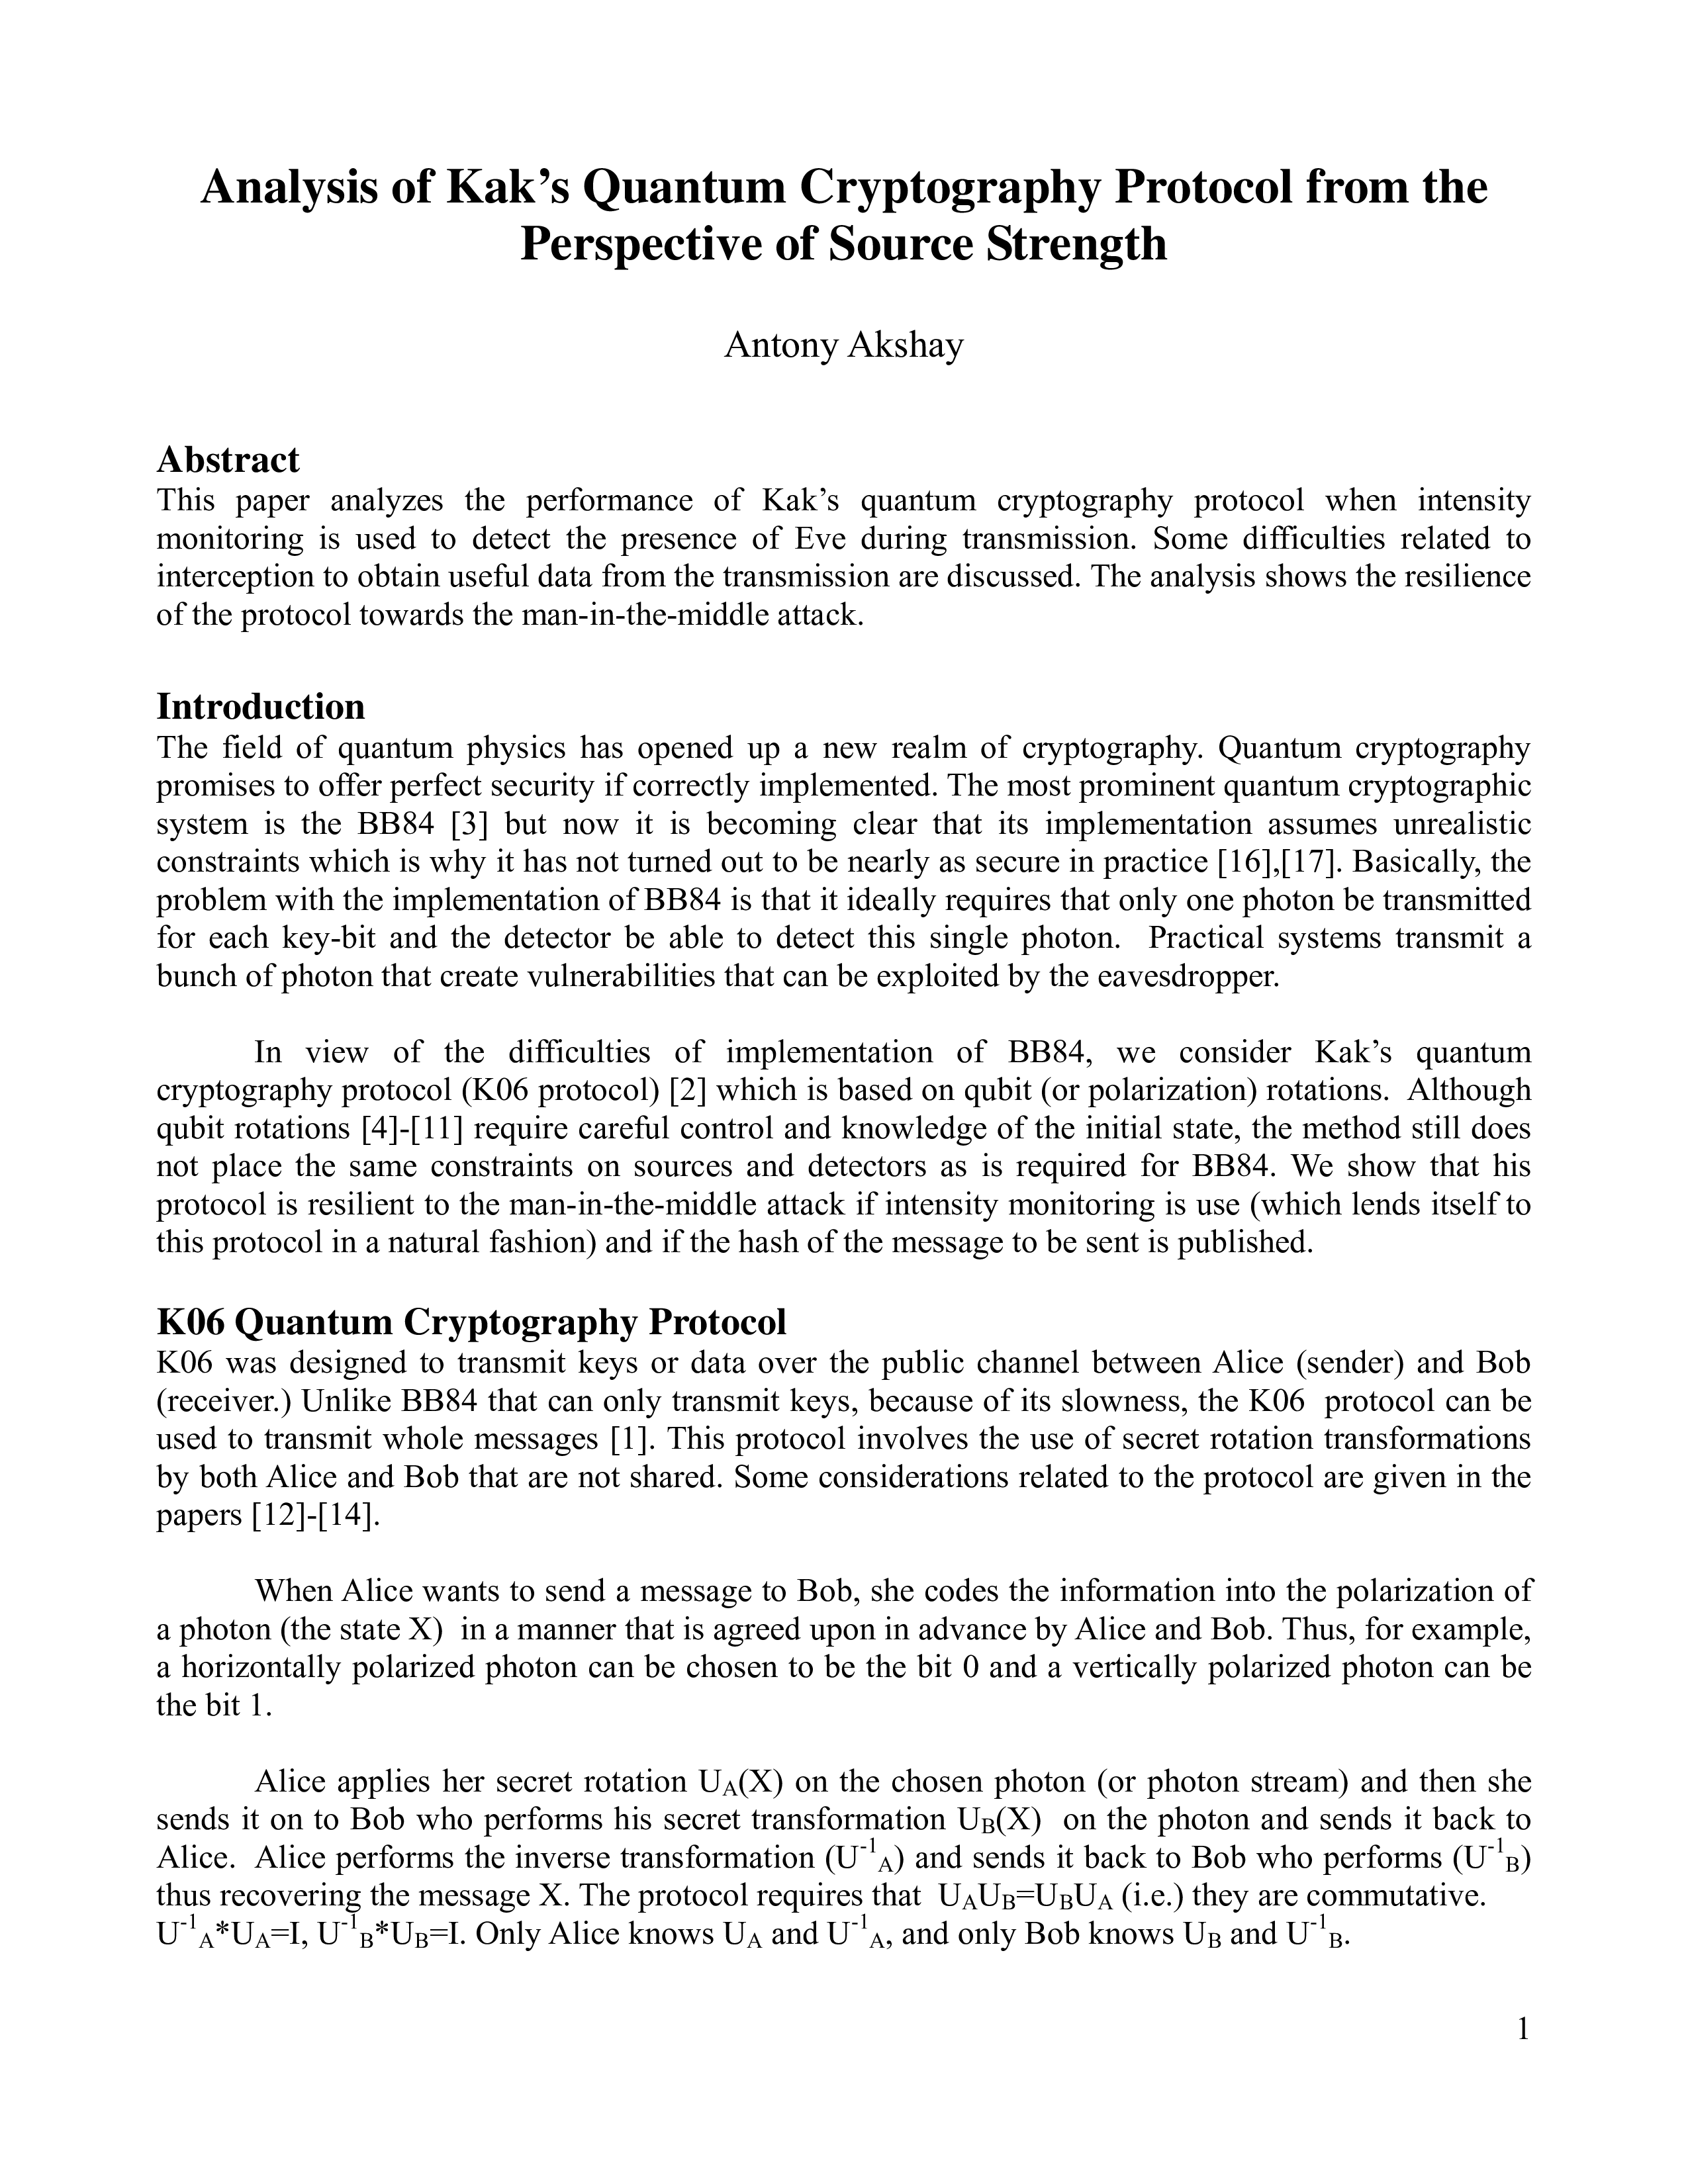 Analysis of Kak’s Quantum Cryptography Protocol from the
Perspective of Source Strength
Antony Akshay
Abstract
This paper analyzes the performance of Kak’s quantum cryptography protocol when intensity
monitoring is used to detect the presence of Eve during transmission. Some difficulties related to
interception to obtain useful data from the transmission are discussed. The analysis shows the resilience
of the protocol towards the man-in-the-middle attack.
Introduction
The field of quantum physics has opened up a new realm of cryptography. Quantum cryptography
promises to offer perfect security if correctly implemented. The most prominent quantum cryptographic
system is the BB84 [3] but now it is becoming clear that its implementation assumes unrealistic
constraints which is why it has not turned out to be nearly as secure in practice [16],[17]. Basically, the
problem with the implementation of BB84 is that it ideally requires that only one photon be transmitted
for each key-bit and the detector be able to detect this single photon.  Practical systems transmit a
bunch of photon that create vulnerabilities that can be exploited by the eavesdropper.
In view of the difficulties of implementation of BB84, we consider Kak’s quantum
cryptography protocol (K06 protocol) [2] which is based on qubit (or polarization) rotations.  Although
qubit rotations [4]-[11] require careful control and knowledge of the initial state, the method still does
not place the same constraints on sources and detectors as is required for BB84. We show that his
protocol is resilient to the man-in-the-middle attack if intensity monitoring is use (which lends itself to
this protocol in a natural fashion) and if the hash of the message to be sent is published.
K06 Quantum Cryptography Protocol
K06 was designed to transmit keys or data over the public channel between Alice (sender) and Bob
(receiver.) Unlike BB84 that can only transmit keys, because of its slowness, the K06  protocol can be
used to transmit whole messages [1]. This protocol involves the use of secret rotation transformations
by both Alice and Bob that are not shared. Some considerations related to the protocol are given in the
papers [12]-[14].
When Alice wants to send a message to Bob, she codes the information into the polarization of
a photon (the state X)  in a manner that is agreed upon in advance by Alice and Bob. Thus, for example,
a horizontally polarized photon can be chosen to be the bit 0 and a vertically polarized photon can be
the bit 1.
Alice applies her secret rotation U_A(X) on the chosen photon (or photon stream) and then she
sends it on to Bob who performs his secret transformation U_B(X)  on the photon and sends it back to
Alice.  Alice performs the inverse transformation (U^-1_A) and sends it back to Bob who performs (U^-1_B)
thus recovering the message X. The protocol requires that  U_AU_B=U_BU_A (i.e.) they are commutative.
U^-1_A*U_A=I, U^-1_B*U_B=I. Only Alice knows U_A and U^-1_A, and only Bob knows U_B and U^-1_B.
1